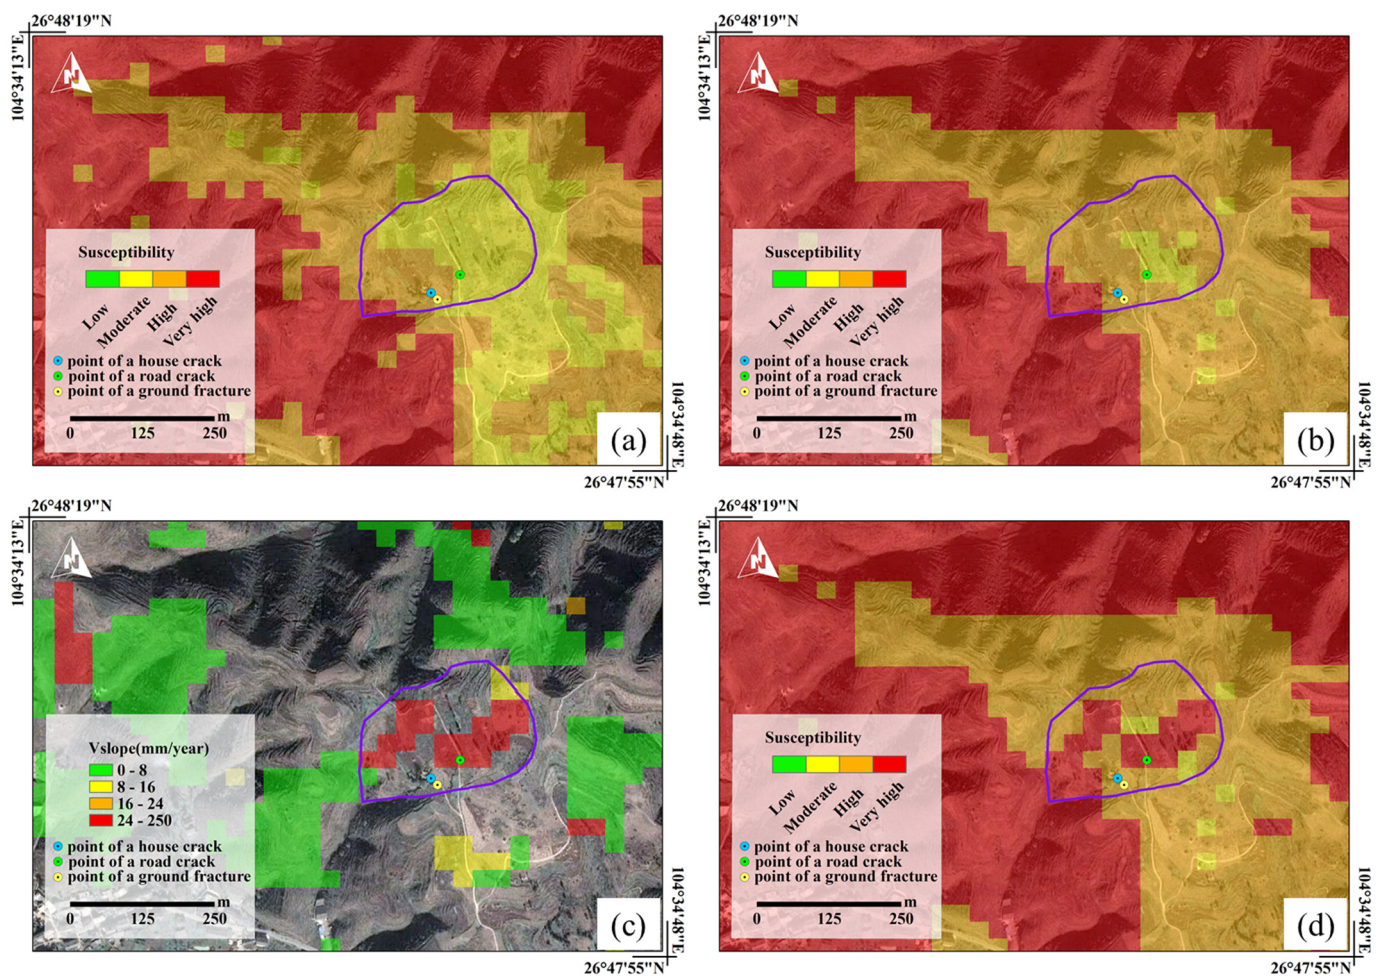 26°48'19"N
104°34'13"E
N
Susceptibility
Low
Moderate
High
Very high
point of a house crack
point of a road crack
point of a ground fracture
m
0 125 250
(a)
104°34'48"E
26°47'55"N
26°48'19"N
104°34'13"E
N
Susceptibility
Low
Moderate
High
Very high
point of a house crack
point of a road crack
point of a ground fracture
m
0 125 250
(b)
104°34'48"E
26°47'55"N
26°48'19"N
104°34'13"E
N
Vslope(mm/year)
0 - 8
8 - 16
16 - 24
24 - 250
point of a house crack
point of a road crack
point of a ground fracture
m
0 125 250
(c)
104°34'48"E
26°47'55"N
26°48'19"N
104°34'13"E
N
Susceptibility
Low
Moderate
High
Very high
point of a house crack
point of a road crack
point of a ground fracture
m
0 125 250
(d)
104°34'48"E
26°47'55"N